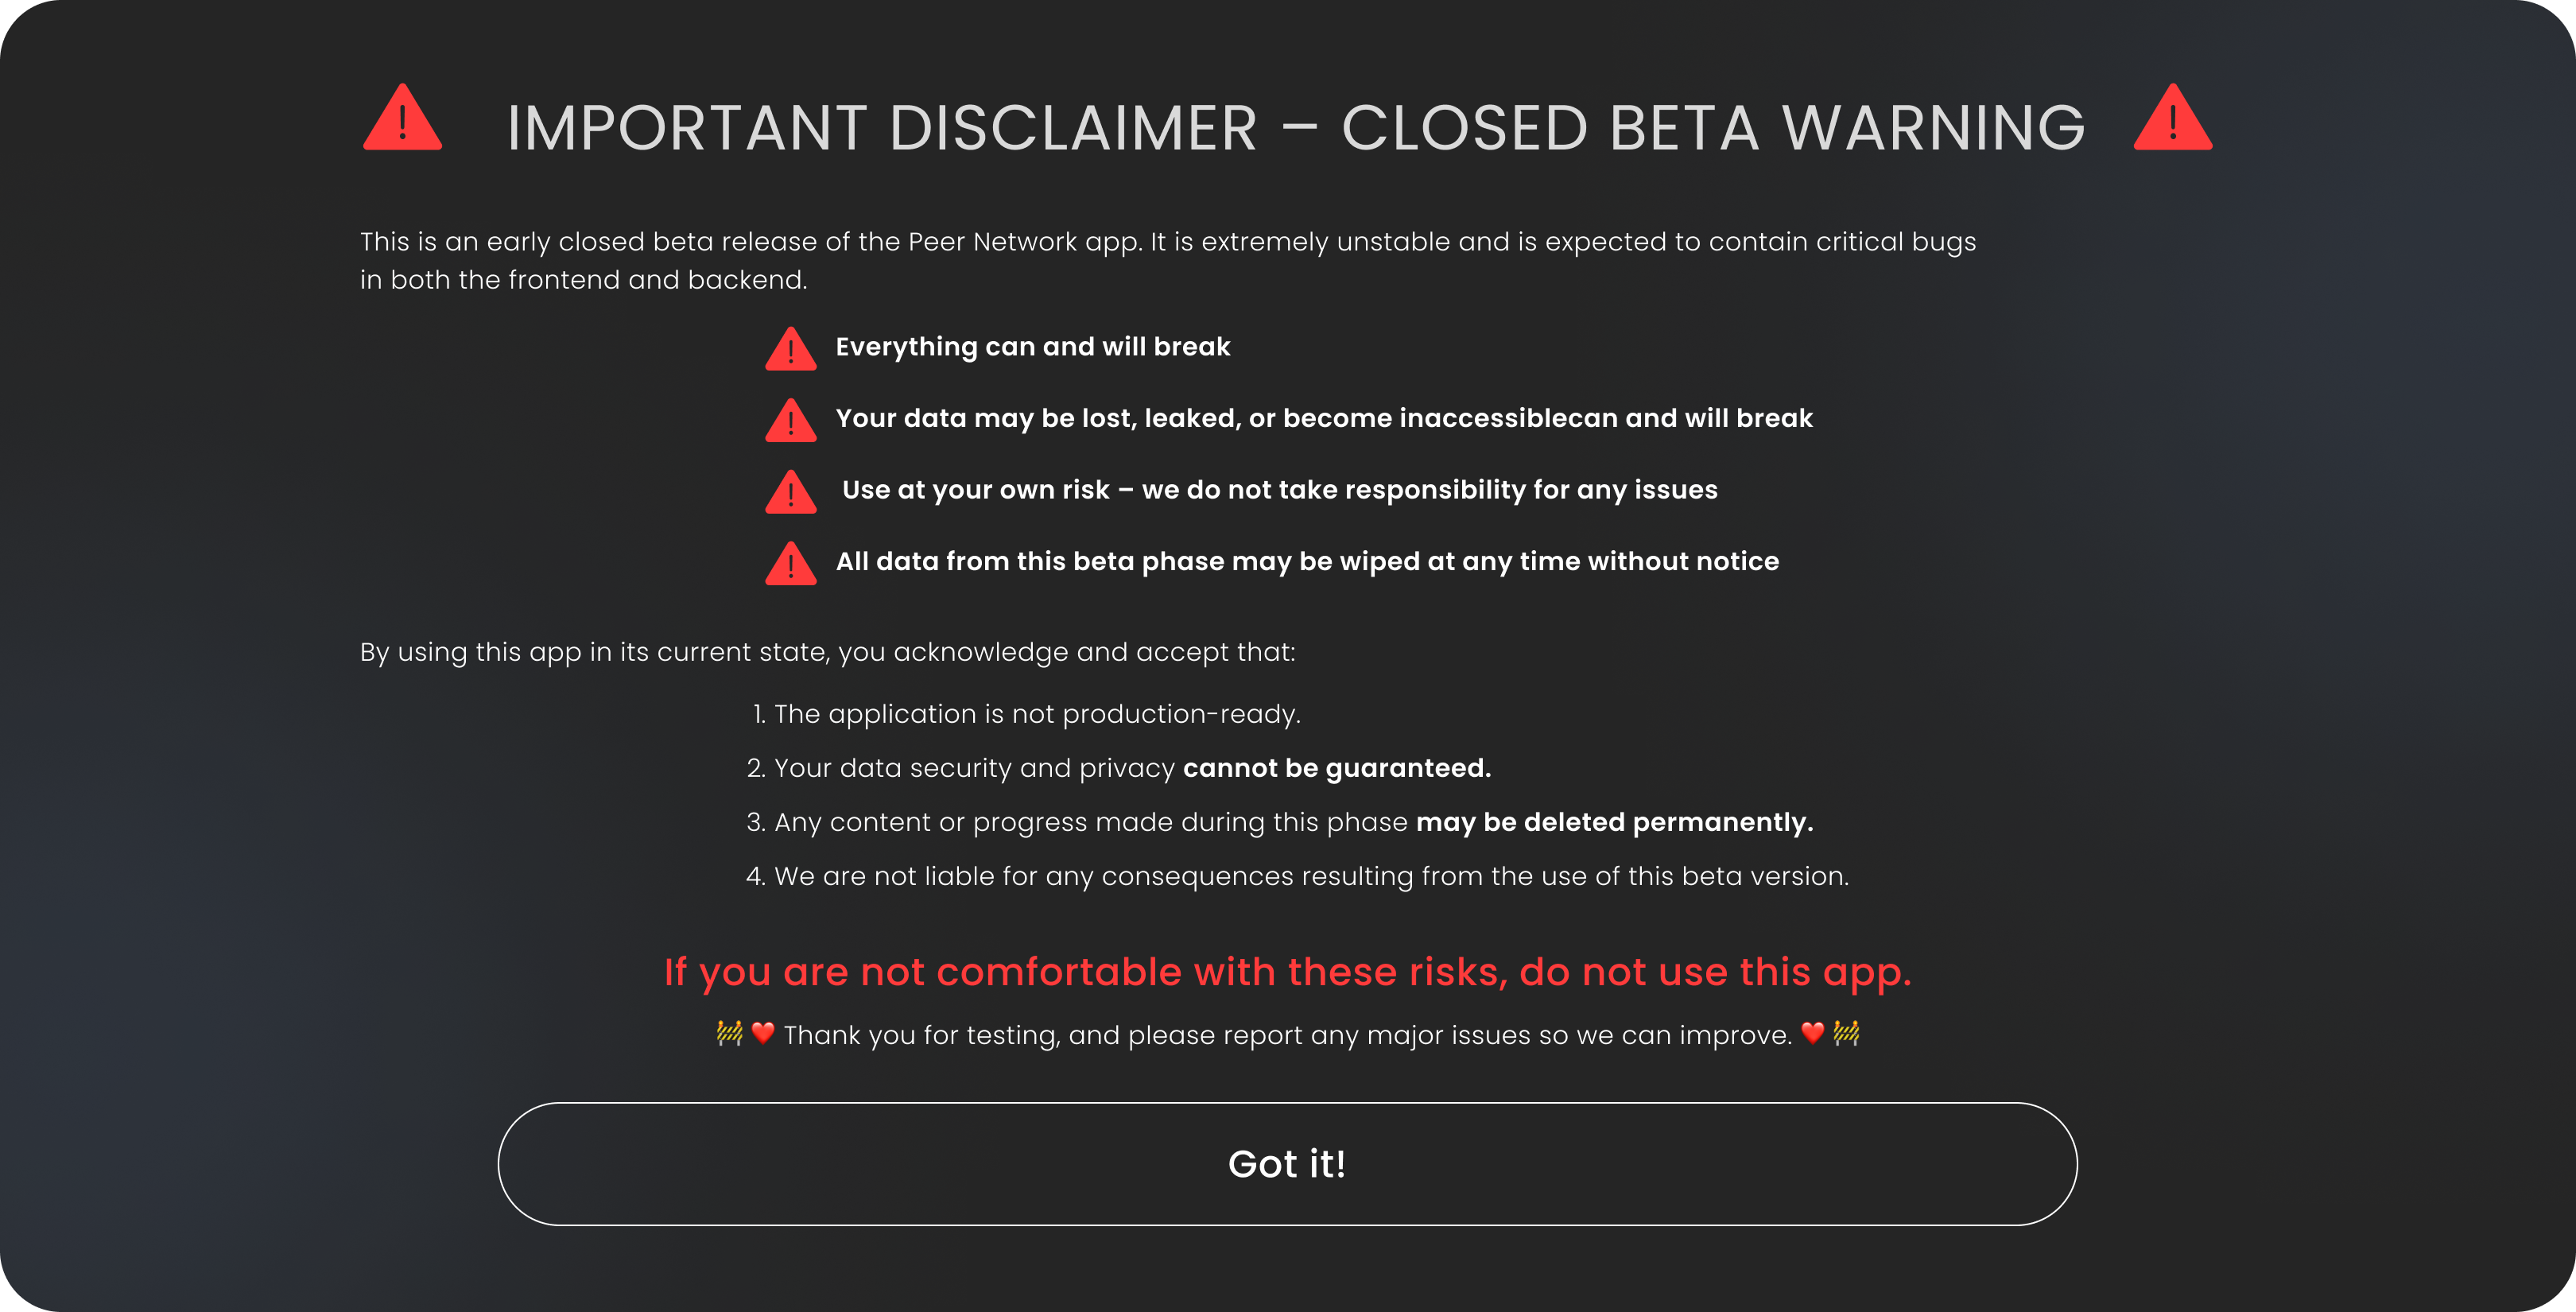 IMPORTANT DISCLAIMER – CLOSED BETA WARNING
This is an early closed beta release of the Peer Network app. It is extremely unstable and is expected to contain critical bugs
in both the frontend and backend.
Everything can and will break
Your data may be lost, leaked, or become inaccessiblecan and will break
Use at your own risk – we do not take responsibility for any issues
All data from this beta phase may be wiped at any time without notice
By using this app in its current state, you acknowledge and accept that:
1. The application is not production-ready.
2. Your data security and privacy cannot be guaranteed.
3. Any content or progress made during this phase may be deleted permanently.
4. We are not liable for any consequences resulting from the use of this beta version.
If you are not comfortable with these risks, do not use this app.
🚧 ❤️ Thank you for testing, and please report any major issues so we can improve. ❤️ 🚧
Got it!